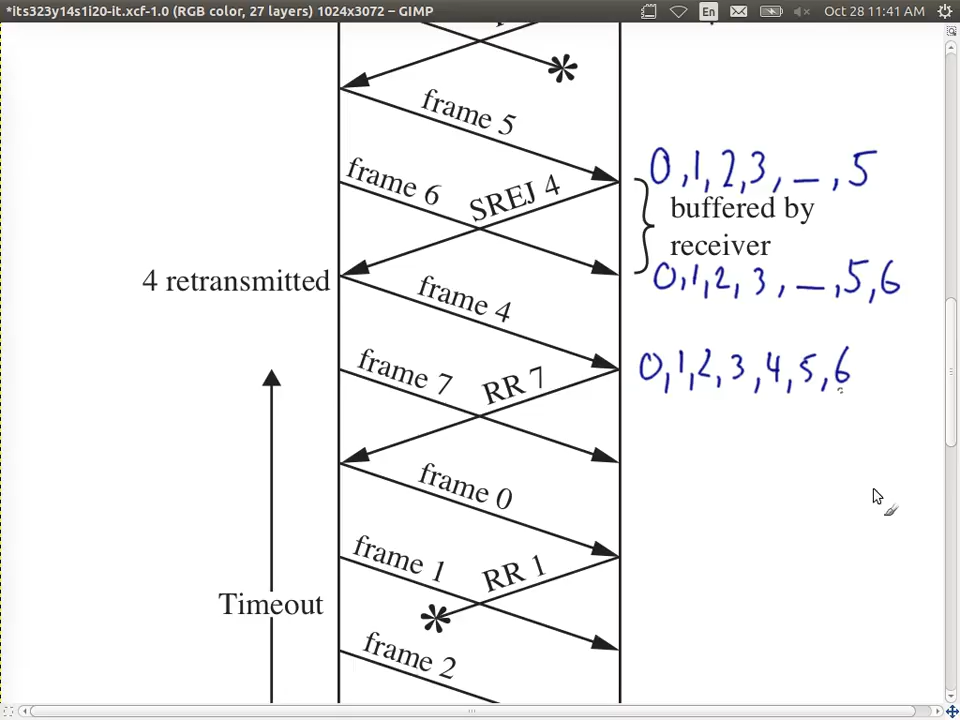 *its323y14s1i20-it.xcf-1.0 (RGB color, 27 layers) 1024x3072 – GIMP
En
Oct 28 11:41 AM
*
frame 5
0,1,2,3,_,5
frame 6
SREJ 4
buffered by
receiver
4 retransmitted
0,1,2,3,_,5,6
frame 4
frame 7
RR 7
0,1,2,3,4,5,6
frame 0
frame 1
RR 1
Timeout
*
frame 2